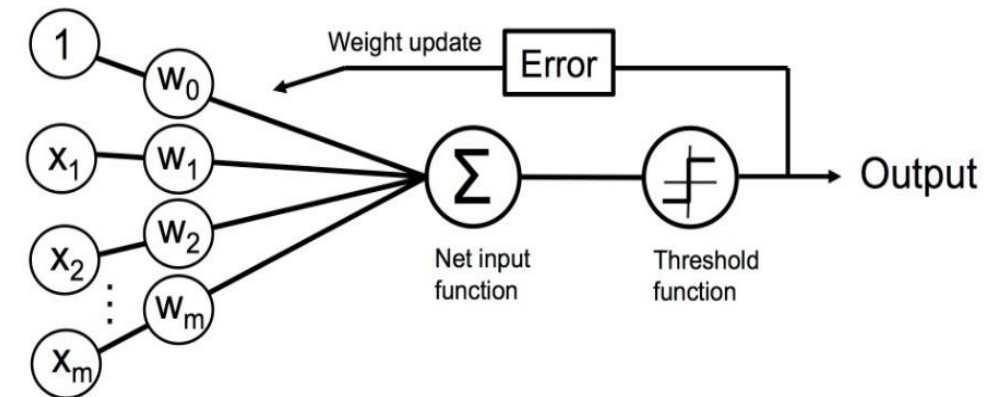 1
w₀
Weight update
Error
x₁
w₁
Σ
Output
x₂
w₂
Net input
function
Threshold
function
⋮
wₘ
xₘ